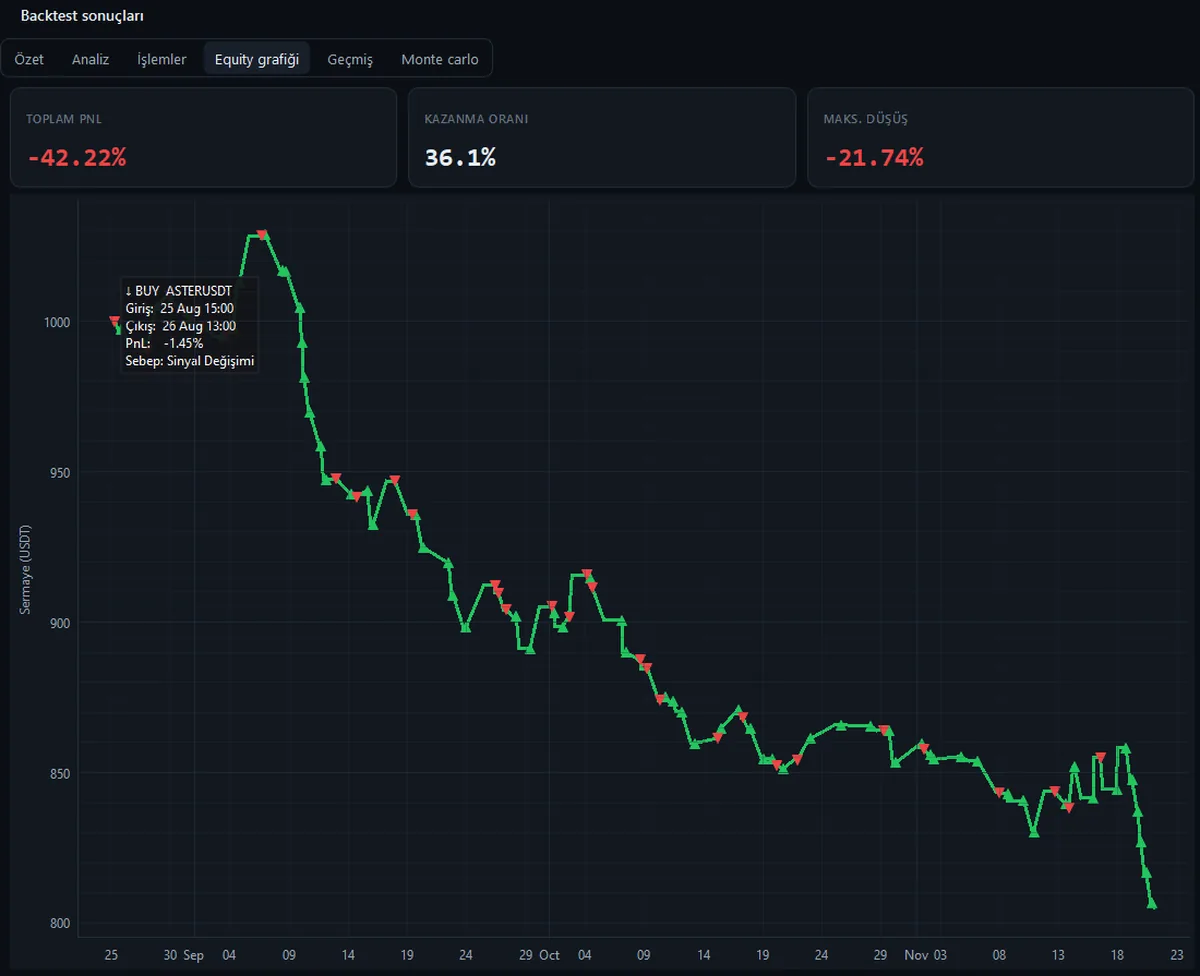 Backtest sonuçları
Özet Analiz İşlemler Equity grafiği Geçmiş Monte carlo
TOPLAM PNL
-42.22%
KAZANMA ORANI
36.1%
MAKS. DÜŞÜŞ
-21.74%
↓ BUY ASTERUSDT
Giriş: 25 Aug 15:00
Çıkış: 26 Aug 13:00
PnL: -1.45%
Sebep: Sinyal Değişimi
Sermaye (USDT)
1000
950
900
850
800
25 30 Sep 04 09 14 19 24 29 Oct 04 09 14 19 24 29 Nov 03 08 13 18 23